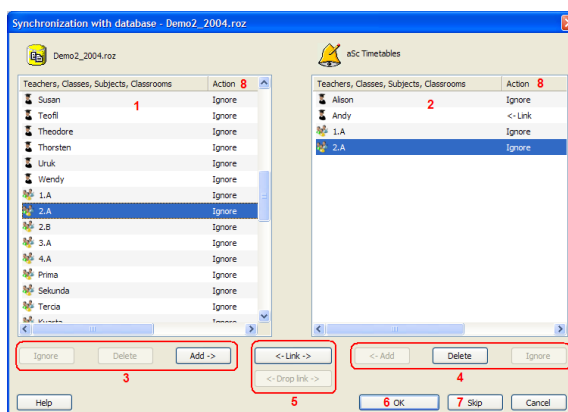 Synchronization with database - Demo2_2004.roz
Demo2_2004.roz
aSc Timetables
Teachers, Classes, Subjects, Classrooms Action 8
Susan Ignore
1
Teofil Ignore
Theodore Ignore
Thorsten Ignore
Uruk Ignore
Wendy Ignore
1.A Ignore
2.A Ignore
2.B Ignore
3.A Ignore
4.A Ignore
Prima Ignore
Sekunda Ignore
Tercia Ignore
Kvarta Ignore
Teachers, Classes, Subjects, Classrooms Action 8
Alison Ignore
2
Andy <- Link
1.A Ignore
2.A Ignore
Ignore Delete Add ->
3
<- Link ->
<- Drop link ->
5
<- Add Delete Ignore
4
Help 6 OK 7 Skip Cancel